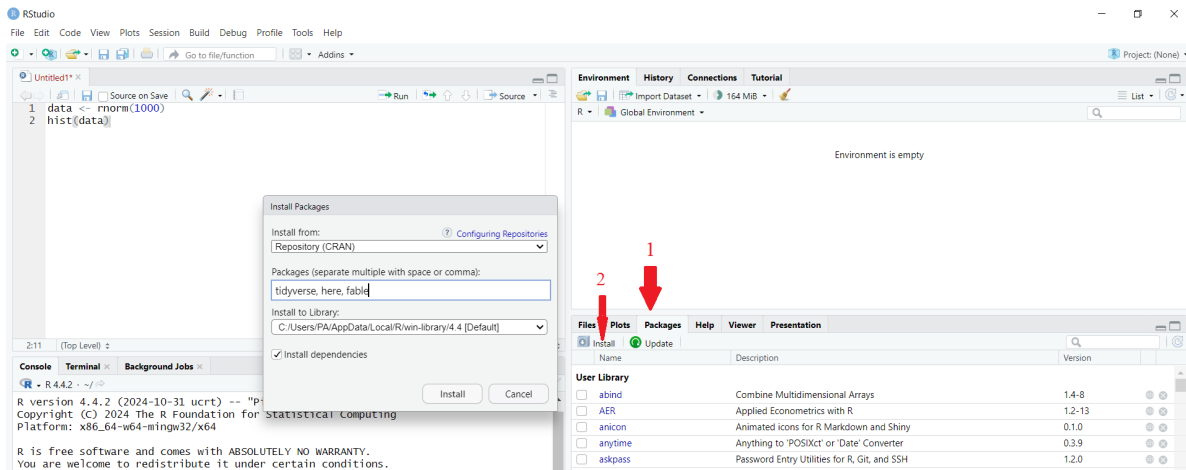 RStudio
File Edit Code View Plots Session Build Debug Profile Tools Help
Go to file/function Addins Project: (None)
Untitled1*
Source on Save Run Source
1 data <- rnorm(1000)
2 hist(data)
2:11 (Top Level)
Console Terminal Background Jobs
R 4.4.2 · ~/
R version 4.4.2 (2024-10-31 ucrt) -- "Pi
Copyright (C) 2024 The R Foundation for Statistical Computing
Platform: x86_64-w64-mingw32/x64
R is free software and comes with ABSOLUTELY NO WARRANTY.
You are welcome to redistribute it under certain conditions.
Install Packages
Install from: ? Configuring Repositories
Repository (CRAN)
Packages (separate multiple with space or comma):
tidyverse, here, fable
Install to Library:
C:/Users/PA/AppData/Local/R/win-library/4.4 [Default]
Install dependencies
Install Cancel
Environment History Connections Tutorial
Import Dataset 164 MiB List
R Global Environment
Environment is empty
1
2
Files Plots Packages Help Viewer Presentation
Install Update
Name Description Version
User Library
abind Combine Multidimensional Arrays 1.4-8
AER Applied Econometrics with R 1.2-13
anicon Animated icons for R Markdown and Shiny 0.1.0
anytime Anything to 'POSIXct' or 'Date' Converter 0.3.9
askpass Password Entry Utilities for R, Git, and SSH 1.2.0